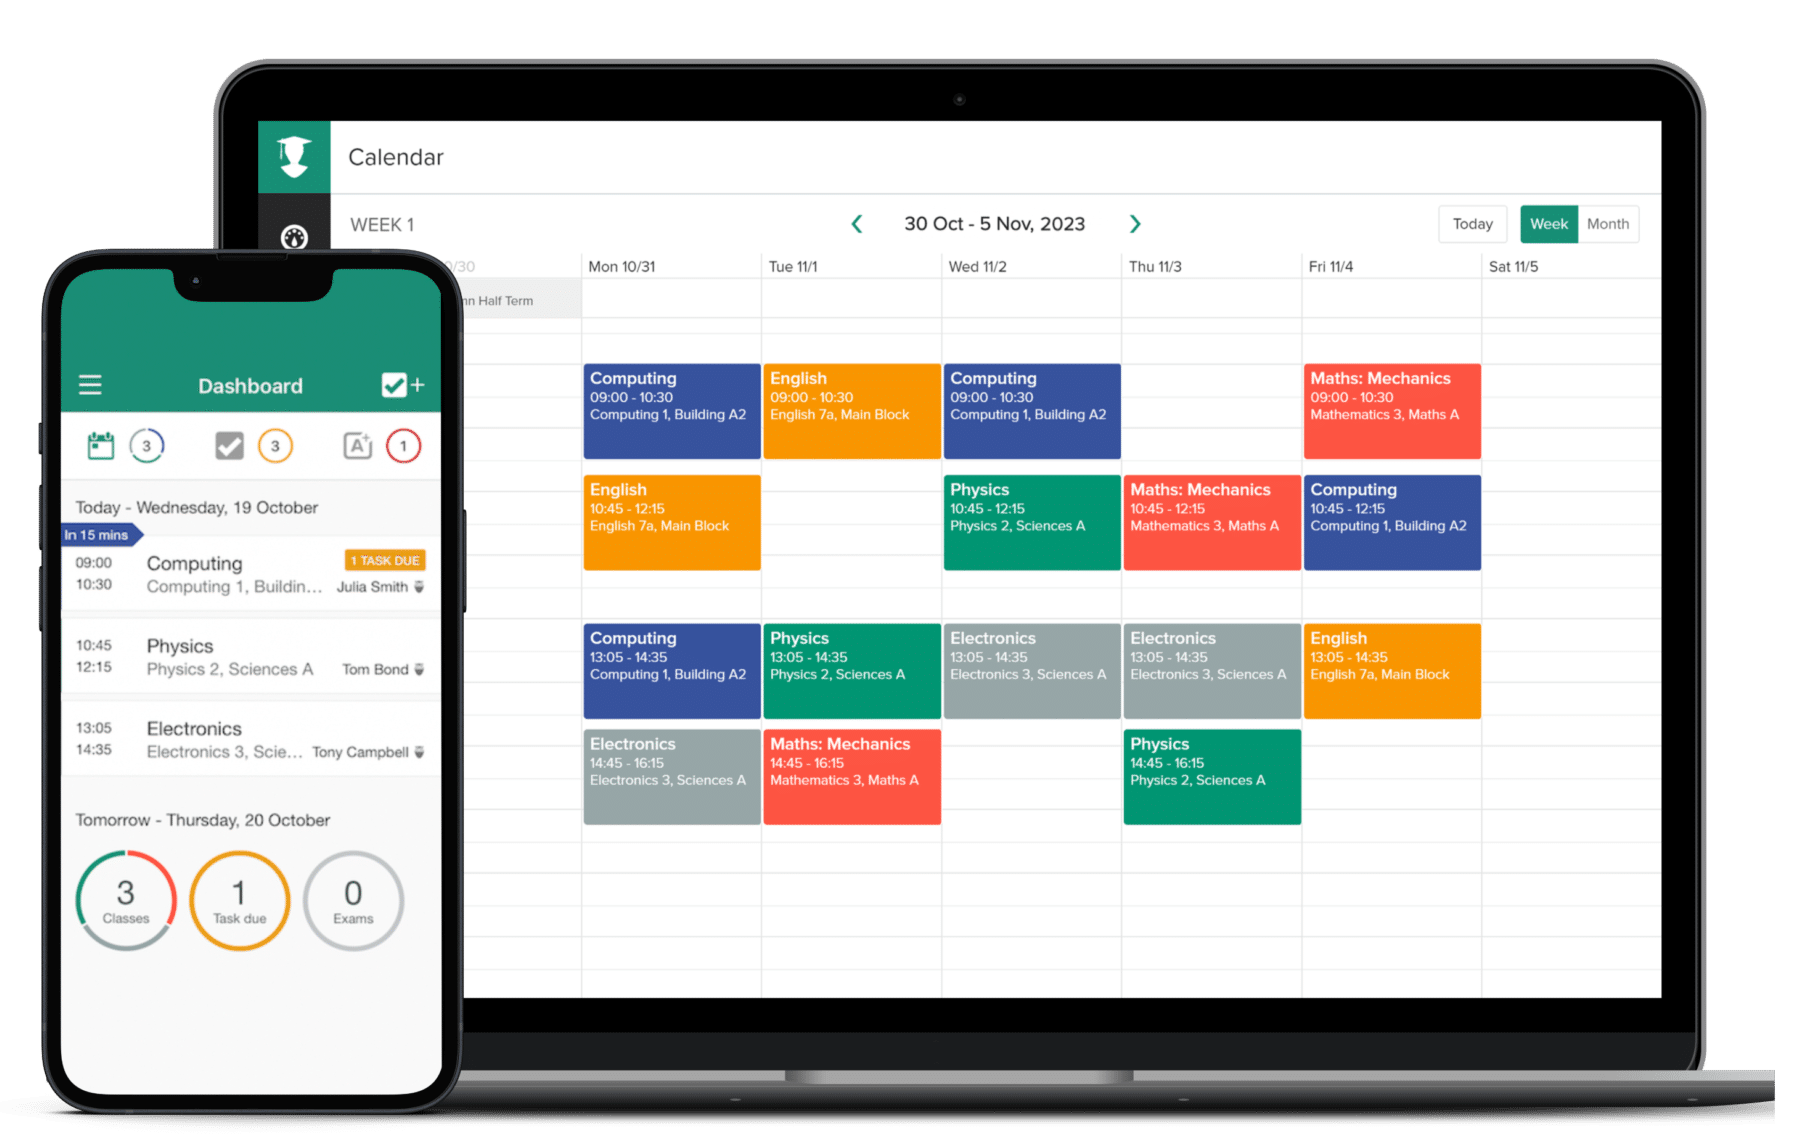 Calendar
WEEK 1
30 Oct - 5 Nov, 2023
Today
Week
Month
/30
Mon 10/31
Tue 11/1
Wed 11/2
Thu 11/3
Fri 11/4
Sat 11/5
nn Half Term
Computing
09:00 - 10:30
Computing 1, Building A2
English
09:00 - 10:30
English 7a, Main Block
Computing
09:00 - 10:30
Computing 1, Building A2
Maths: Mechanics
09:00 - 10:30
Mathematics 3, Maths A
English
10:45 - 12:15
English 7a, Main Block
Physics
10:45 - 12:15
Physics 2, Sciences A
Maths: Mechanics
10:45 - 12:15
Mathematics 3, Maths A
Computing
10:45 - 12:15
Computing 1, Building A2
Computing
13:05 - 14:35
Computing 1, Building A2
Physics
13:05 - 14:35
Physics 2, Sciences A
Electronics
13:05 - 14:35
Electronics 3, Sciences A
Electronics
13:05 - 14:35
Electronics 3, Sciences A
English
13:05 - 14:35
English 7a, Main Block
Electronics
14:45 - 16:15
Electronics 3, Sciences A
Maths: Mechanics
14:45 - 16:15
Mathematics 3, Maths A
Physics
14:45 - 16:15
Physics 2, Sciences A
Dashboard
3
3
A+
1
Today - Wednesday, 19 October
In 15 mins
09:00
10:30
Computing
1 TASK DUE
Computing 1, Buildin...
Julia Smith
10:45
12:15
Physics
Physics 2, Sciences A
Tom Bond
13:05
14:35
Electronics
Electronics 3, Scie...
Tony Campbell
Tomorrow - Thursday, 20 October
3
Classes
1
Task due
0
Exams